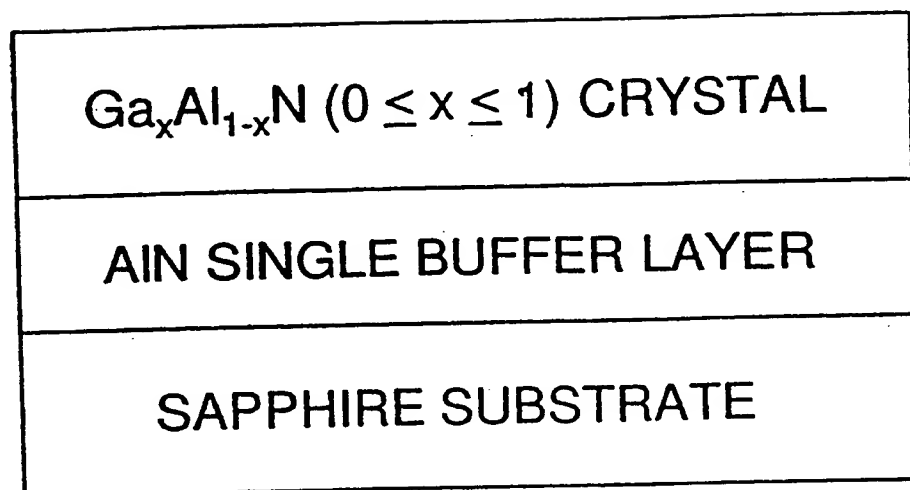 GaₓAl₁₋ₓN (0 ≤ x ≤ 1) CRYSTAL
AlN SINGLE BUFFER LAYER
SAPPHIRE SUBSTRATE